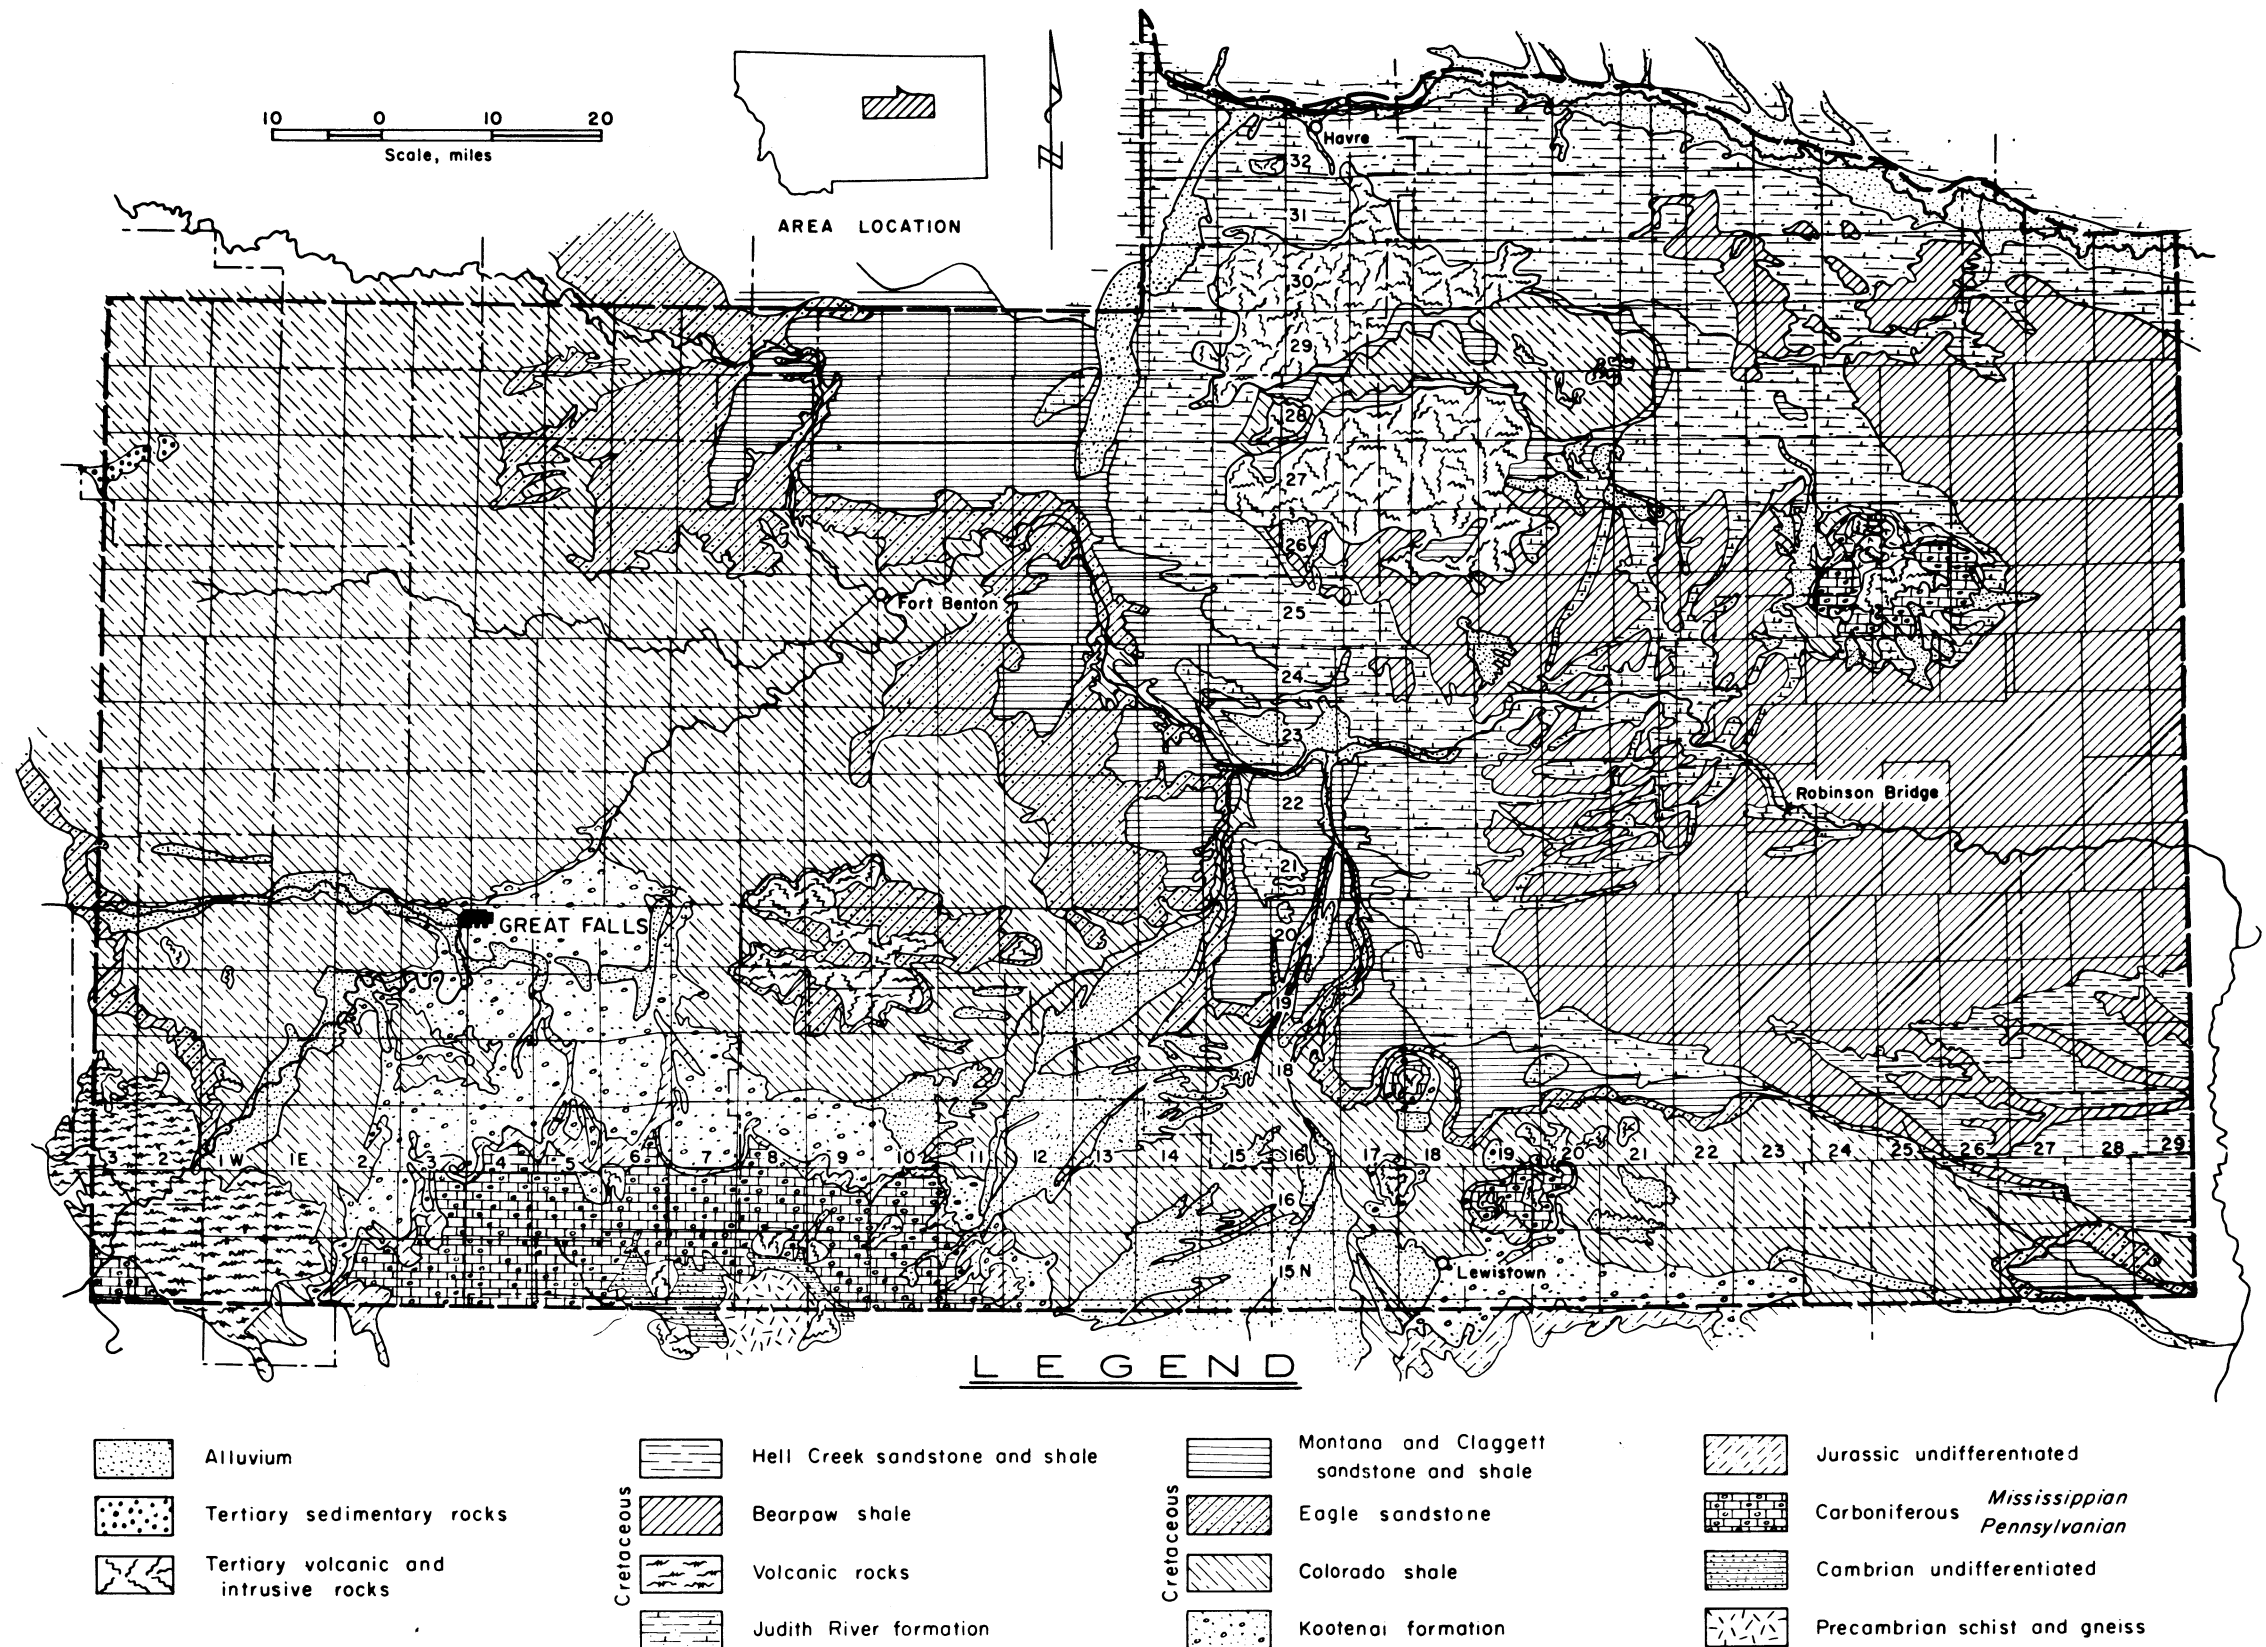 10 0 10 20
Scale, miles
AREA LOCATION
N
Havre
32
31
30
29
28
27
26
Fort Benton
25
24
23
22
Robinson Bridge
21
GREAT FALLS
20
19
18
3 2 1W 1E 2 3 4 5 6 7 8 9 10 11 12 13 14 15 16 17 18 19 20 21 22 23 24 25 26 27 28 29
16
15 N
Lewistown
LEGEND
Alluvium
Tertiary sedimentary rocks
Tertiary volcanic and
intrusive rocks
Cretaceous
Hell Creek sandstone and shale
Bearpaw shale
Volcanic rocks
Judith River formation
Cretaceous
Montana and Claggett
sandstone and shale
Eagle sandstone
Colorado shale
Kootenai formation
Jurassic undifferentiated
Carboniferous Mississippian
Pennsylvanian
Cambrian undifferentiated
Precambrian schist and gneiss